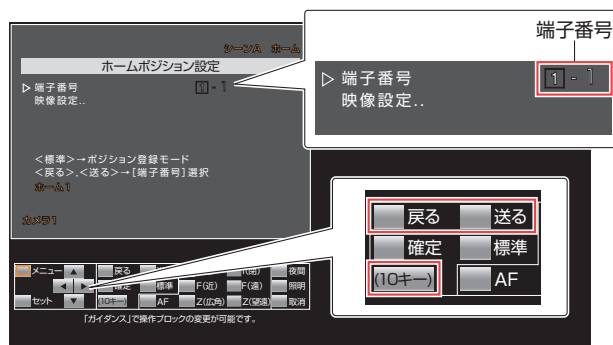 端子番号
シーンA ホーム
ホームポジション設定
▷ 端子番号 1 - 1
映像設定..
<標準>→ポジション登録モード
<戻る>,<送る>→[端子番号]選択
ホーム1
カメラ1
▷ 端子番号 1 - 1
映像設定..
戻る 送る
確定 標準
(10キー) AF
メニュー ▲ 戻る (閉) 夜間
◀ ▶ 確定 標準 F(近) F(遠) 照明
セット ▼ (10キー) AF Z(広角) Z(望遠) 取消
「ガイダンス」で操作ブロックの変更が可能です。